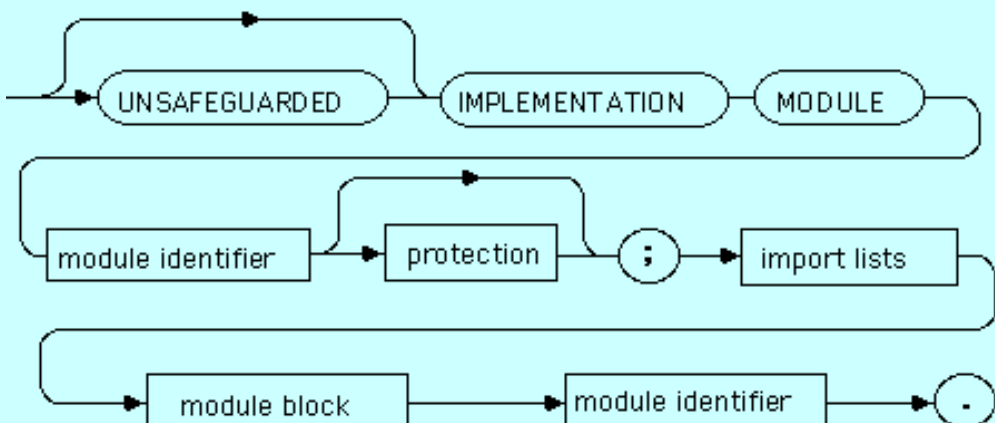 UNSAFEGUARDED IMPLEMENTATION MODULE
module identifier protection ; import lists
module block module identifier .